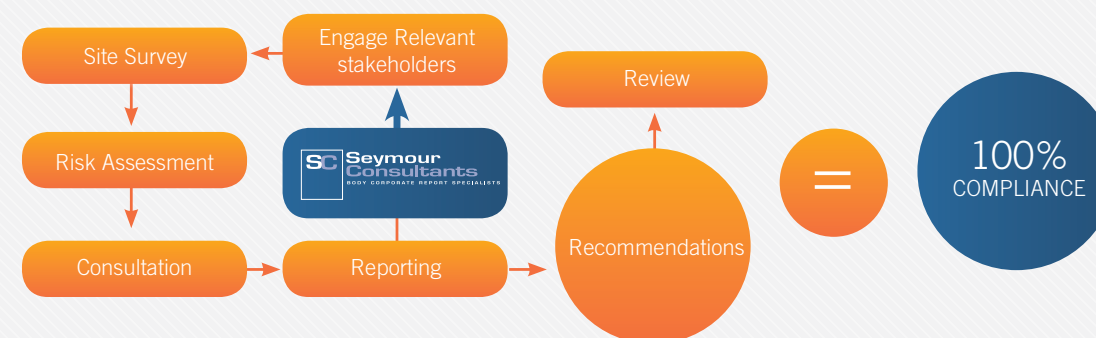 Site Survey
Engage Relevant
stakeholders
Review
Risk Assessment
SC Seymour
Consultants
BODY CORPORATE REPORT SPECIALISTS
=
100%
COMPLIANCE
Consultation
Reporting
Recommendations